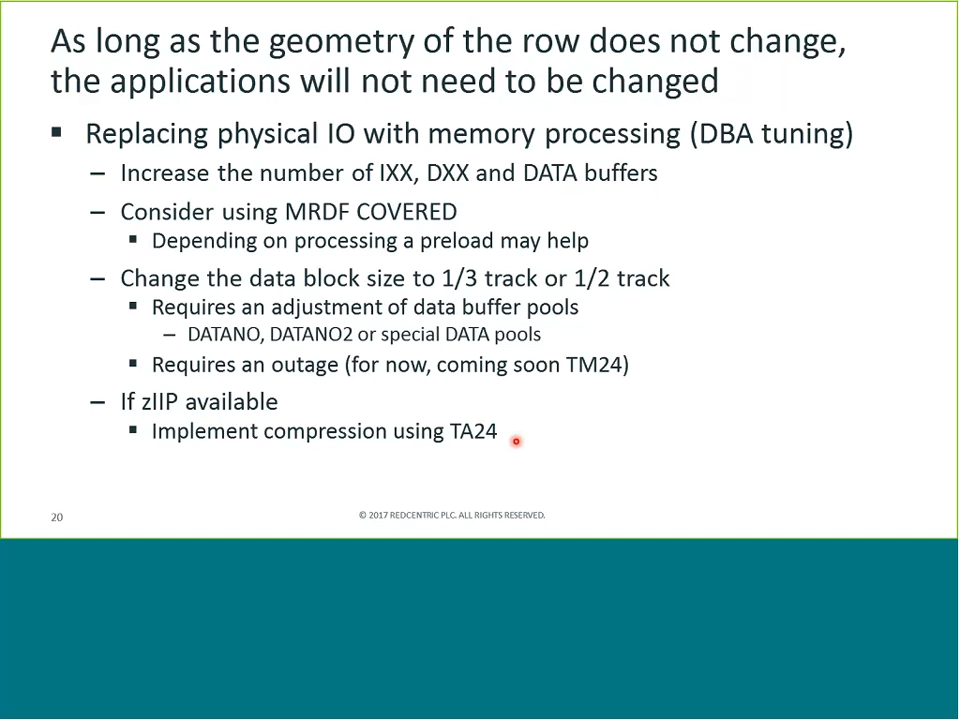 As long as the geometry of the row does not change,
the applications will not need to be changed
▪ Replacing physical IO with memory processing (DBA tuning)
– Increase the number of IXX, DXX and DATA buffers
– Consider using MRDF COVERED
▪ Depending on processing a preload may help
– Change the data block size to 1/3 track or 1/2 track
▪ Requires an adjustment of data buffer pools
– DATANO, DATANO2 or special DATA pools
▪ Requires an outage (for now, coming soon TM24)
– If zIIP available
▪ Implement compression using TA24
20
© 2017 REDCENTRIC PLC. ALL RIGHTS RESERVED.